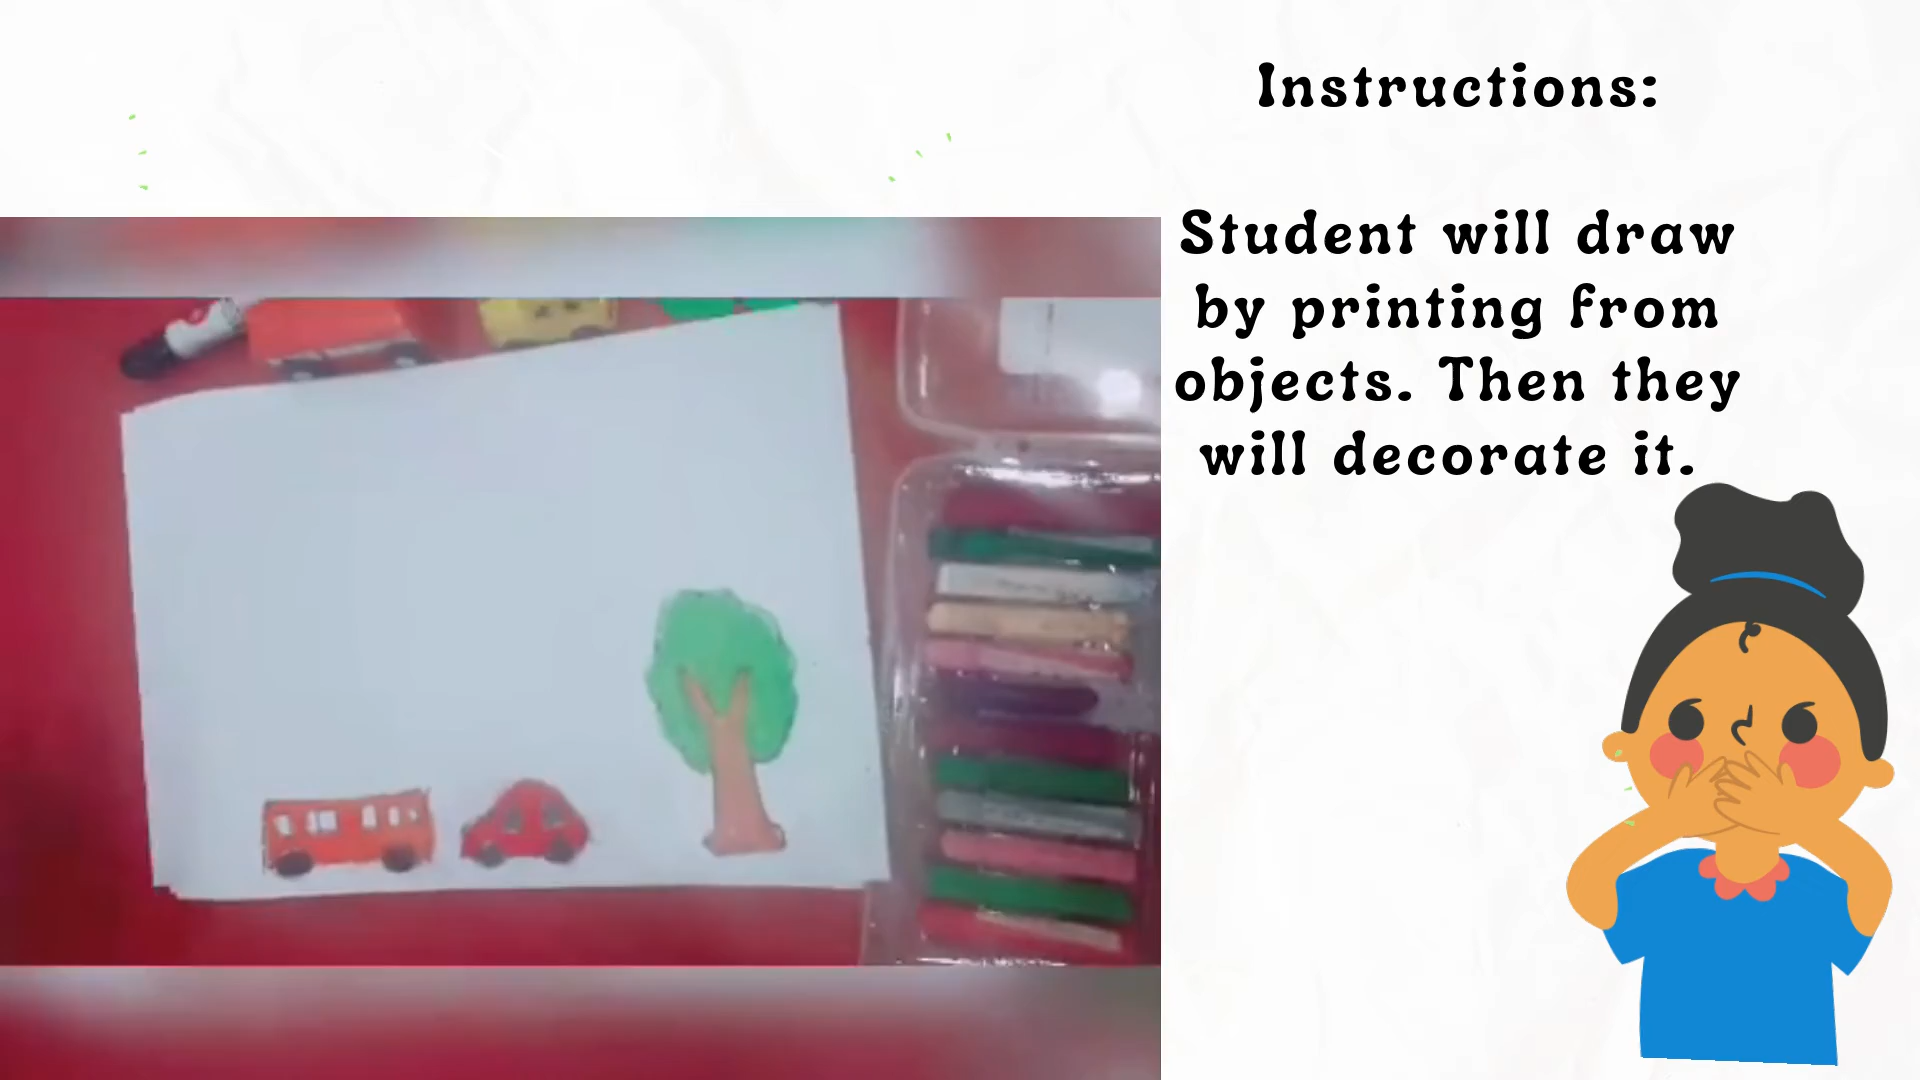 Instructions:
Student will draw
by printing from
objects. Then they
will decorate it.